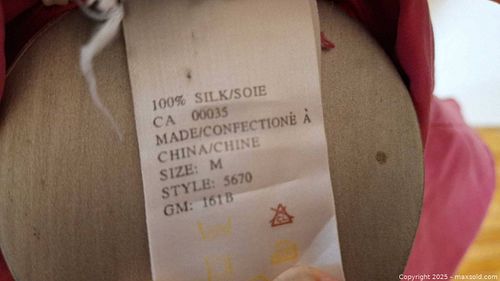 100% SILK/SOIE
CA 00035
MADE/CONFECTIONÉ À
CHINA/CHINE
SIZE: M
STYLE: 5670
GM: 161B
Copyright © 2025 - maxsold.com